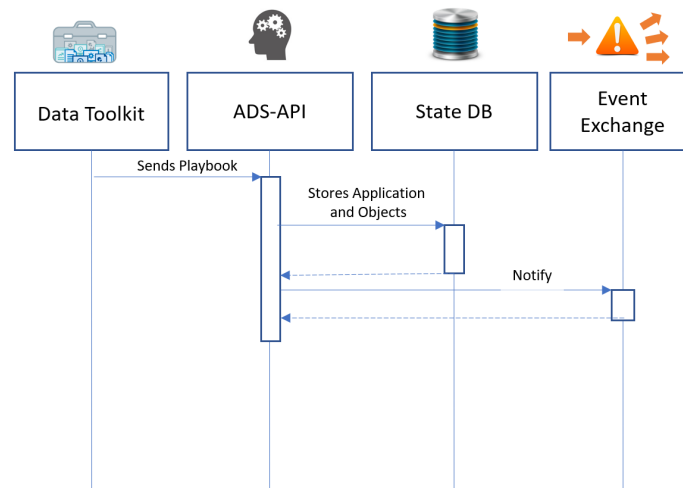 Data Toolkit
ADS-API
State DB
Event
Exchange
Sends Playbook
Stores Application
and Objects
Notify